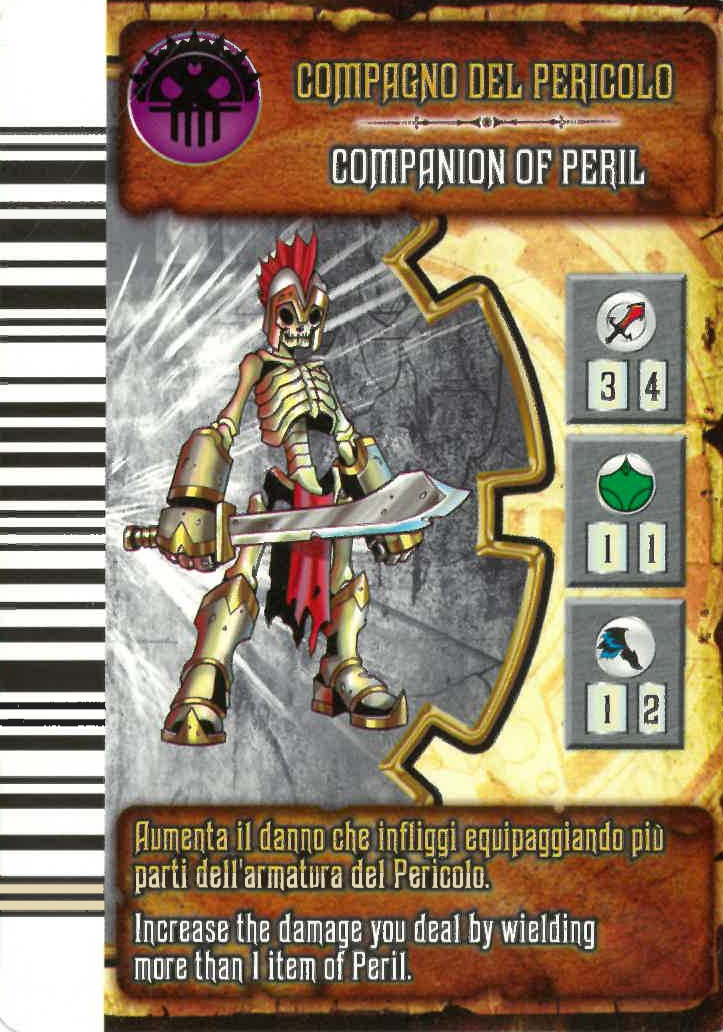 COMPAGNO DEL PERICOLO
COMPANION OF PERIL
3 4
1 1
1 2
Aumenta il danno che infliggi equipaggiando più
parti dell'armatura del Pericolo.
Increase the damage you deal by wielding
more than 1 item of Peril.